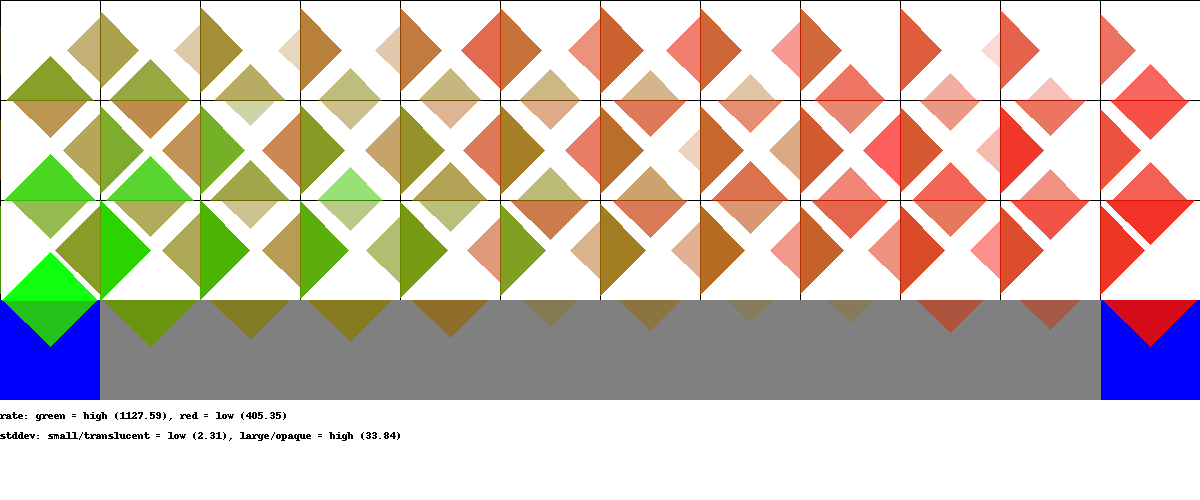 rate: green = high (1127.59), red = low (405.35)
stddev: small/translucent = low (2.31), large/opaque = high (33.84)